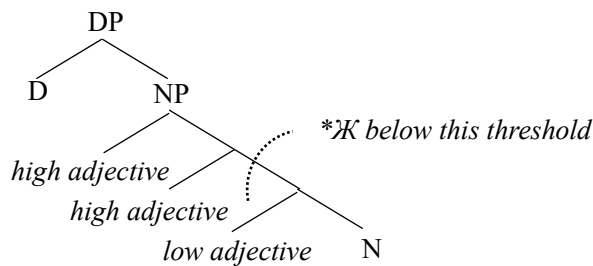 DP
D
NP
*Ж below this threshold
high adjective
high adjective
low adjective
N